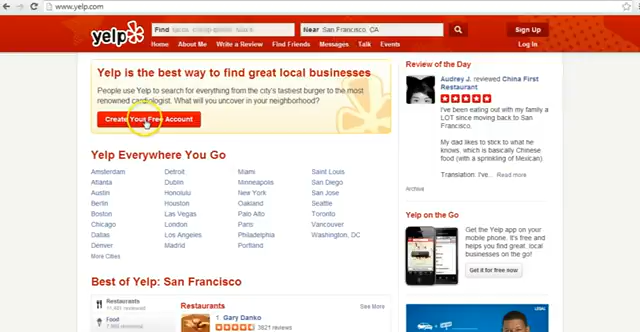 www.yelp.com
yelp
Find
Near San Francisco, CA
Sign Up
Home About Me Write a Review Find Friends Messages Talk Events
Log In
Yelp is the best way to find great local businesses
People use Yelp to search for everything from the city's tastiest burger to the most
renowned cardiologist. What will you uncover in your neighborhood?
Create Your Free Account
Yelp Everywhere You Go
Amsterdam Detroit Miami Saint Louis
Atlanta Dublin Minneapolis San Diego
Austin Honolulu New York San Jose
Berlin Houston Oakland Seattle
Boston Las Vegas Palo Alto Toronto
Chicago London Paris Vancouver
Dallas Los Angeles Philadelphia Washington, DC
Denver Madrid Portland
More Cities
Best of Yelp: San Francisco
Restaurants
Food
Restaurants
See More
1 Gary Danko
3821 reviews
Review of the Day
Audrey J. reviewed China First
Restaurant
I've been eating out with my family a
LOT since moving back to
San Francisco.
My dad likes to stick to what he
knows, which is basically Chinese
food (with a sprinkling of Mexican).
Translation: I've... Read more
Archive
Yelp on the Go
Get the Yelp app on your
mobile phone. It's free and
helps you find great, local
businesses on the go!
Get it for free now